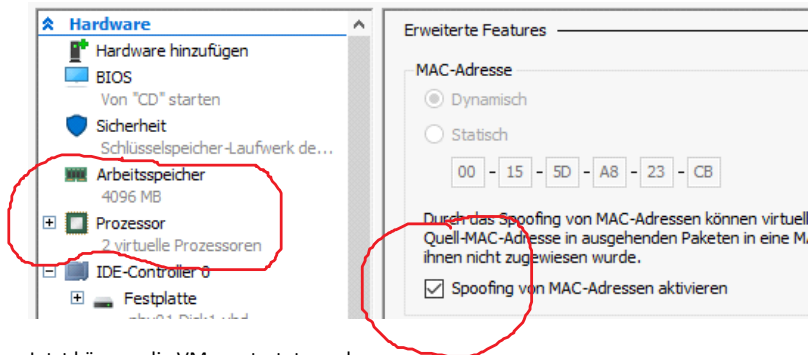 Hardware
Hardware hinzufügen
BIOS
Von "CD" starten
Sicherheit
Schlüsselspeicher-Laufwerk de...
Arbeitsspeicher
4096 MB
Prozessor
2 virtuelle Prozessoren
IDE-Controller 0
Festplatte
Erweiterte Features
MAC-Adresse
Dynamisch
Statisch
00 - 15 - 5D - A8 - 23 - CB
Durch das Spoofing von MAC-Adressen können virtuell
Quell-MAC-Adresse in ausgehenden Paketen in eine MA
ihnen nicht zugewiesen wurde.
Spoofing von MAC-Adressen aktivieren